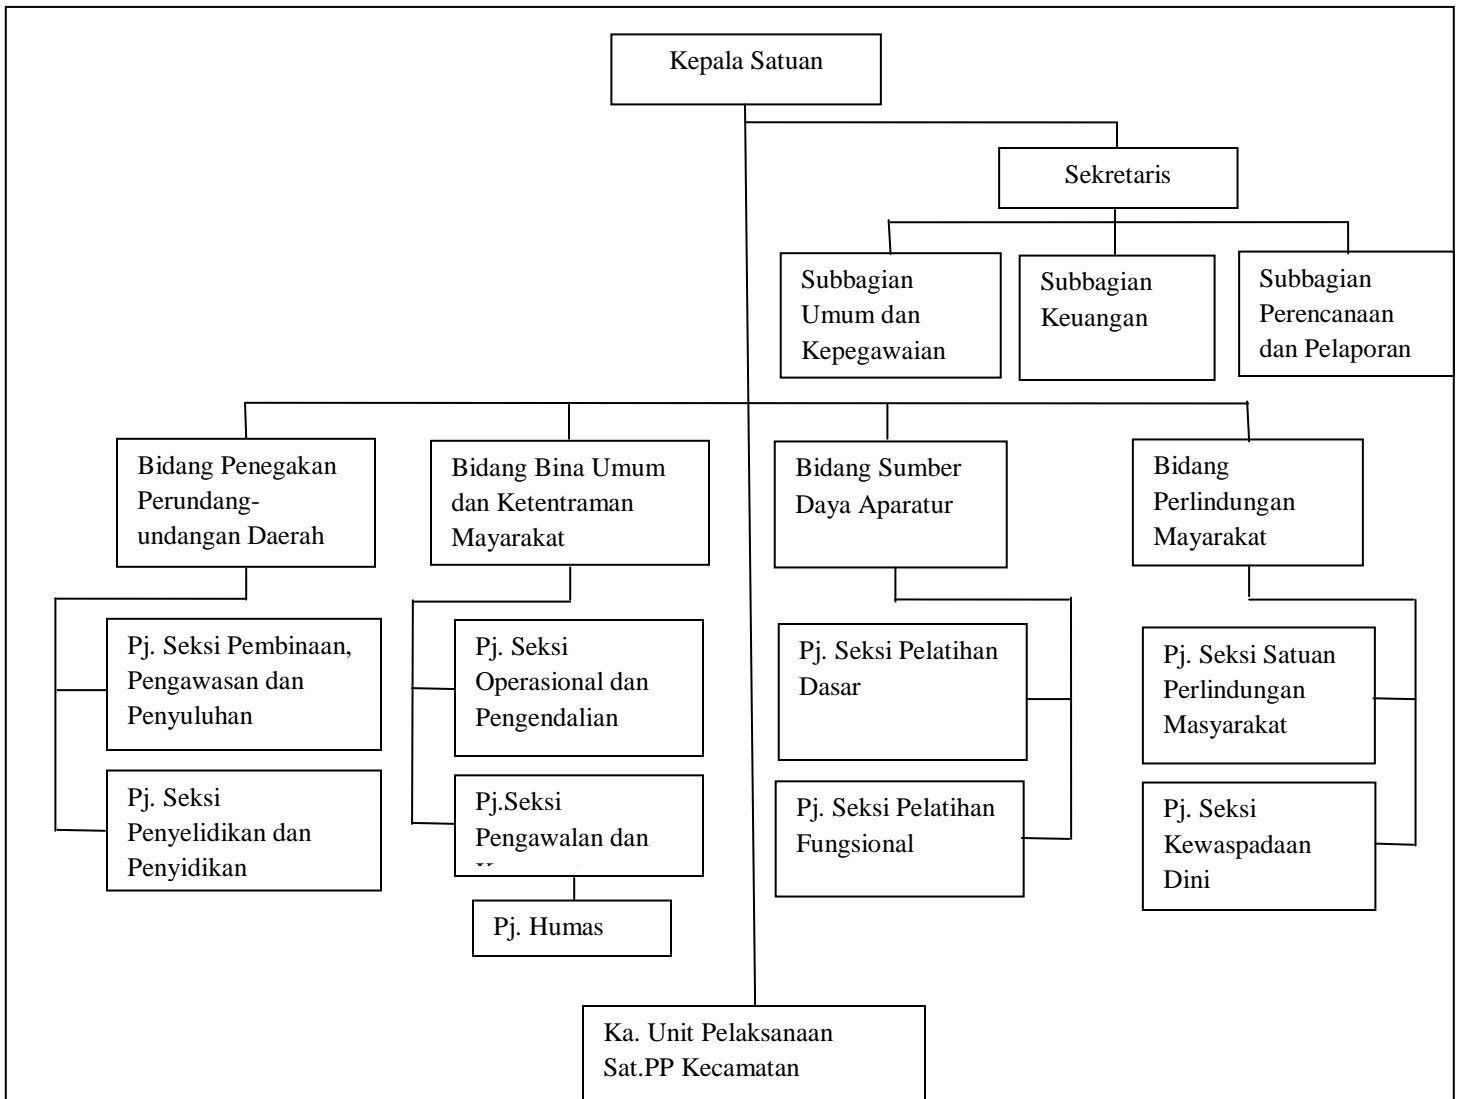 Kepala Satuan
Sekretaris
Subbagian
Umum dan
Kepegawaian
Subbagian
Keuangan
Subbagian
Perencanaan
dan Pelaporan
Bidang Penegakan
Perundang-
undangan Daerah
Bidang Bina Umum
dan Ketentraman
Mayarakat
Bidang Sumber
Daya Aparatur
Bidang
Perlindungan
Mayarakat
Pj. Seksi Pembinaan,
Pengawasan dan
Penyuluhan
Pj. Seksi
Operasional dan
Pengendalian
Pj. Seksi Pelatihan
Dasar
Pj. Seksi Satuan
Perlindungan
Masyarakat
Pj. Seksi
Penyelidikan dan
Penyidikan
Pj.Seksi
Pengawalan dan
Pj. Seksi Pelatihan
Fungsional
Pj. Seksi
Kewaspadaan
Dini
Pj. Humas
Ka. Unit Pelaksanaan
Sat.PP Kecamatan